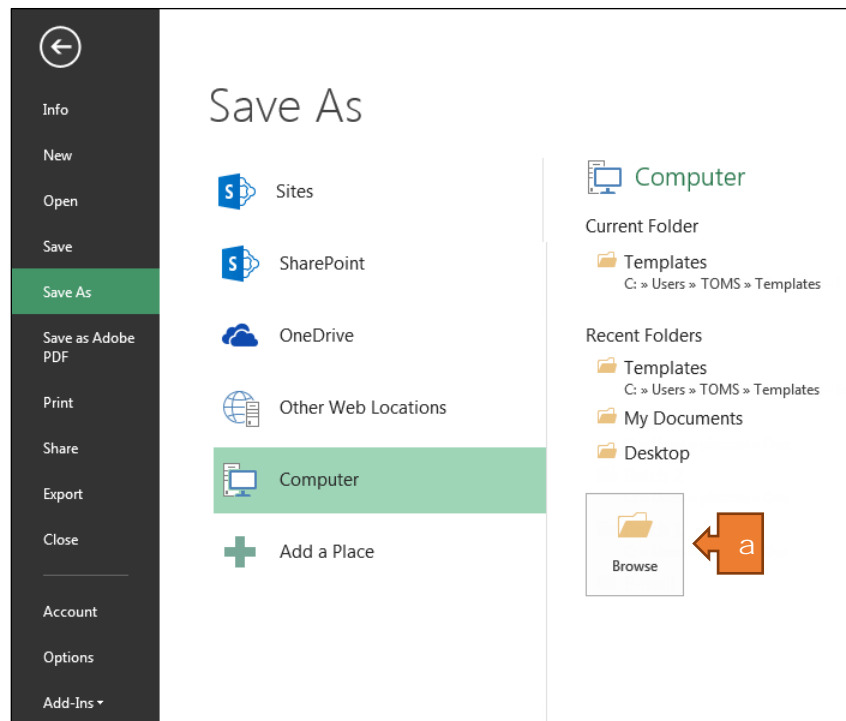 Info
New
Open
Save
Save As
Save as Adobe
PDF
Print
Share
Export
Close
Account
Options
Add-Ins
Save As
S
Sites
S
SharePoint
OneDrive
Other Web Locations
Computer
Add a Place
Computer
Current Folder
Templates
C: » Users » TOMS » Templates
Recent Folders
Templates
C: » Users » TOMS » Templates
My Documents
Desktop
Browse
a